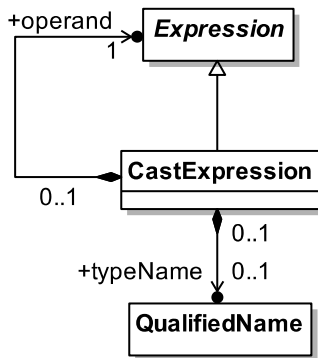 +operand
Expression
1
CastExpression
0..1
0..1
+typeName
0..1
QualifiedName